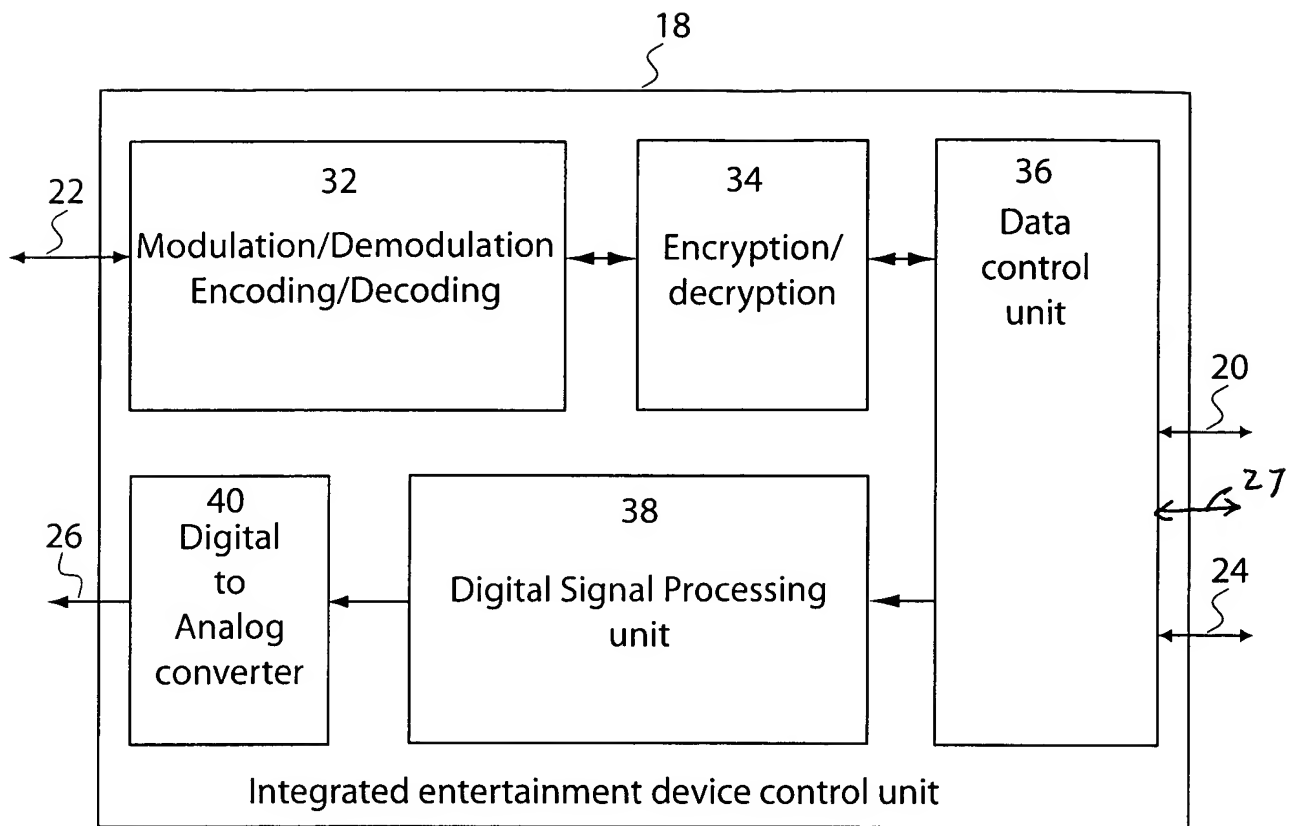 18
32
34
36
22
Modulation/Demodulation
Encoding/Decoding
Encryption/
decryption
Data
control
unit
20
27
40
38
26
Digital
to
Analog
converter
Digital Signal Processing
unit
24
Integrated entertainment device control unit